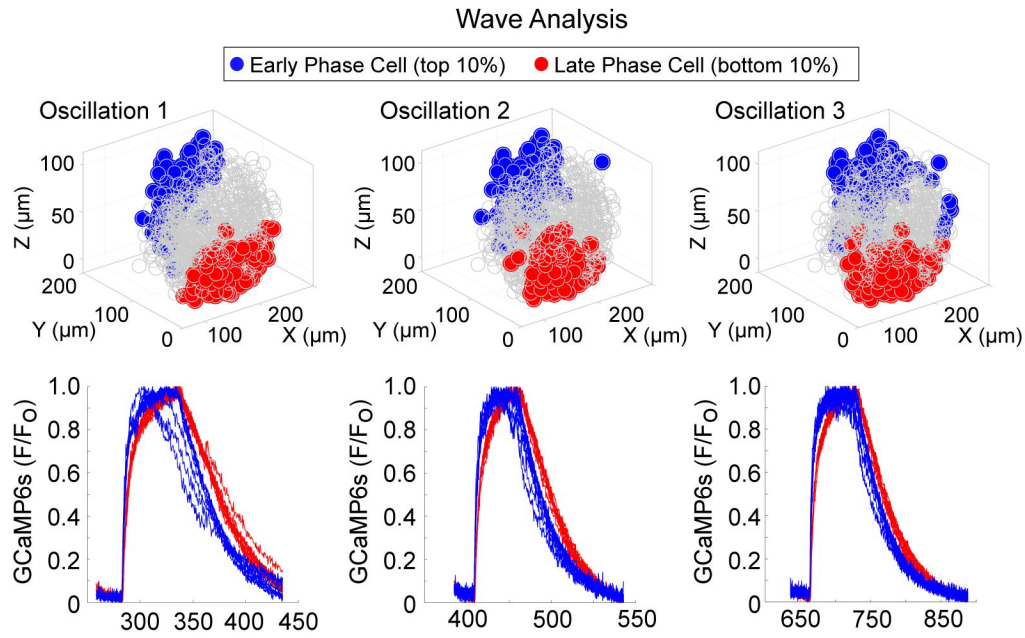 Wave Analysis
Early Phase Cell (top 10%) Late Phase Cell (bottom 10%)
Oscillation 1 Oscillation 2 Oscillation 3
Z (µm) 100 50 0 200 100 0 100 200 Y (µm) X (µm)
Z (µm) 100 50 0 200 100 0 100 200 Y (µm) X (µm)
Z (µm) 100 50 0 200 100 0 100 200 Y (µm) X (µm)
GCaMP6s (F/Fo) 1.0 0.8 0.6 0.4 0.2 0 300 350 400 450
GCaMP6s (F/Fo) 1.0 0.8 0.6 0.4 0.2 0 400 500 550
GCaMP6s (F/Fo) 1.0 0.8 0.6 0.4 0.2 0 650 750 850